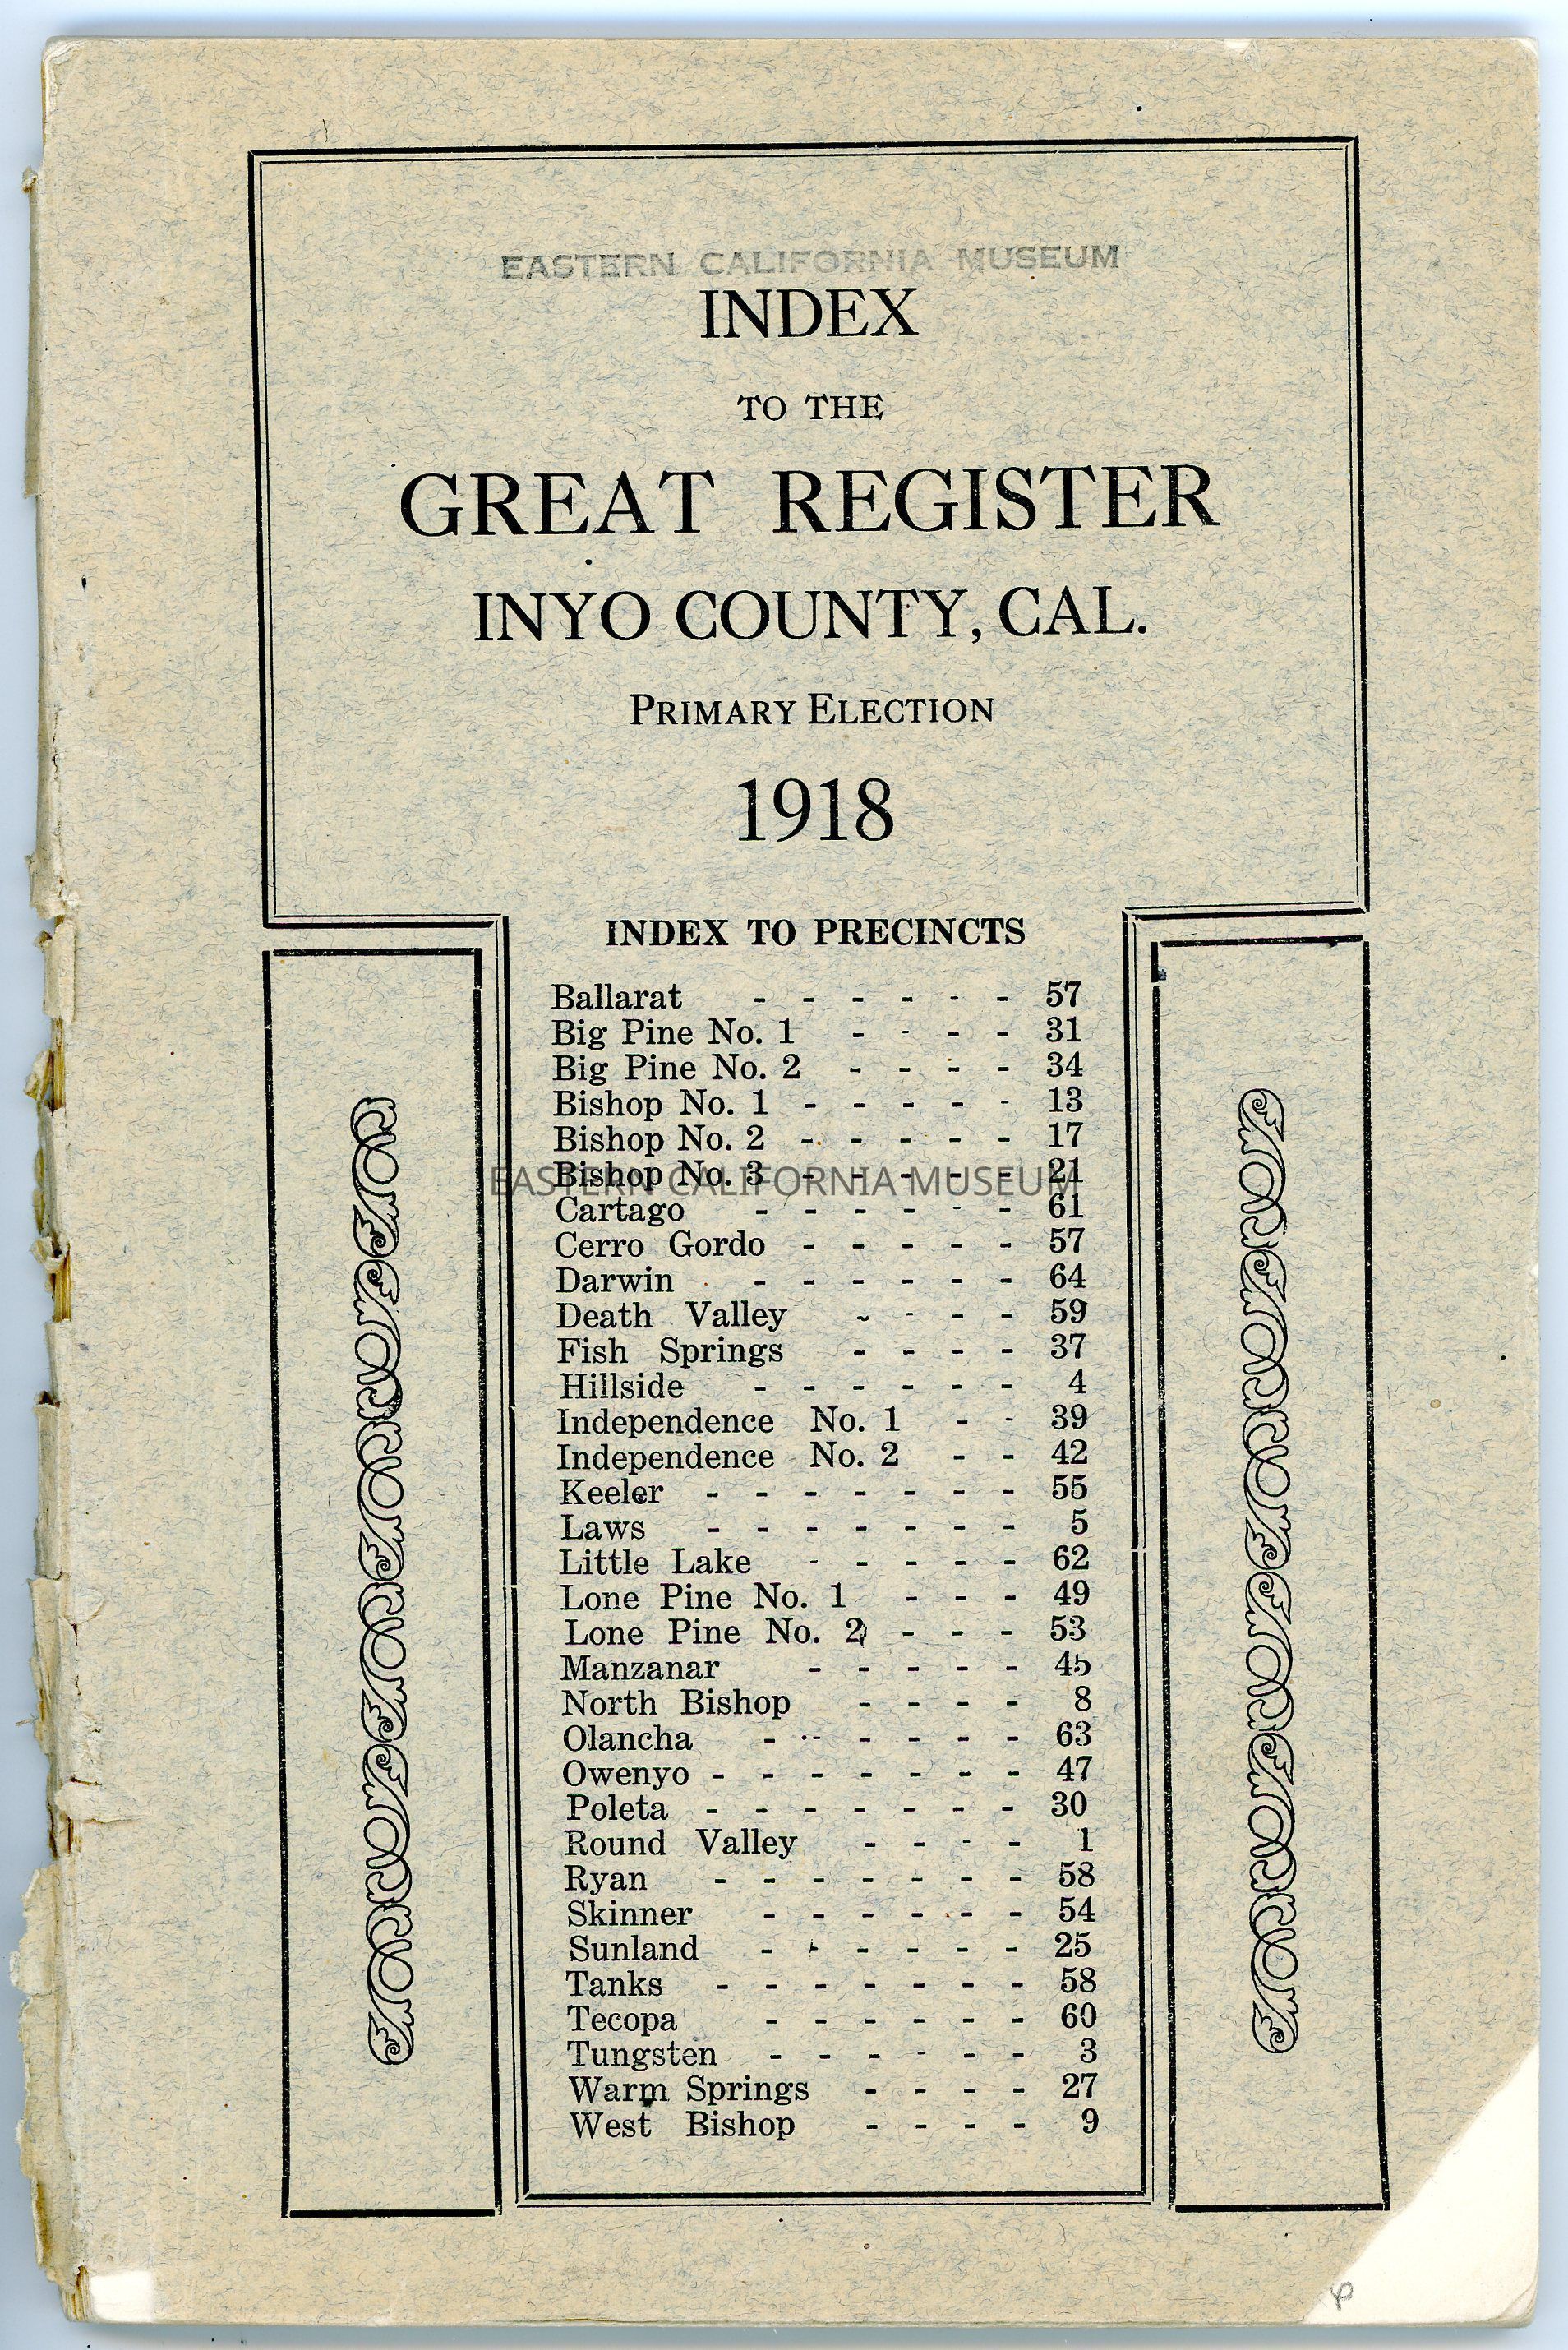 EASTERN CALIFORNIA MUSEUM
INDEX
TO THE
GREAT REGISTER
INYO COUNTY, CAL.
PRIMARY ELECTION
1918
INDEX TO PRECINCTS
Ballarat - - - - - - 57
Big Pine No. 1 - - - - 31
Big Pine No. 2 - - - - 34
Bishop No. 1 - - - - - 13
Bishop No. 2 - - - - - 17
Bishop No. 3 - - - - - 21
EASTERN CALIFORNIA MUSEUM
Cartago - - - - - - 61
Cerro Gordo - - - - - 57
Darwin - - - - - - 64
Death Valley - - - - 59
Fish Springs - - - - 37
Hillside - - - - - - 4
Independence No. 1 - - 39
Independence No. 2 - - 42
Keeler - - - - - - - 55
Laws - - - - - - - 5
Little Lake - - - - - 62
Lone Pine No. 1 - - - 49
Lone Pine No. 2 - - - 53
Manzanar - - - - - 45
North Bishop - - - - 8
Olancha - - - - - - 63
Owenyo - - - - - - - 47
Poleta - - - - - - - 30
Round Valley - - - - 1
Ryan - - - - - - - 58
Skinner - - - - - - 54
Sunland - - - - - - 25
Tanks - - - - - - - 58
Tecopa - - - - - - 60
Tungsten - - - - - - 3
Warm Springs - - - - 27
West Bishop - - - - 9